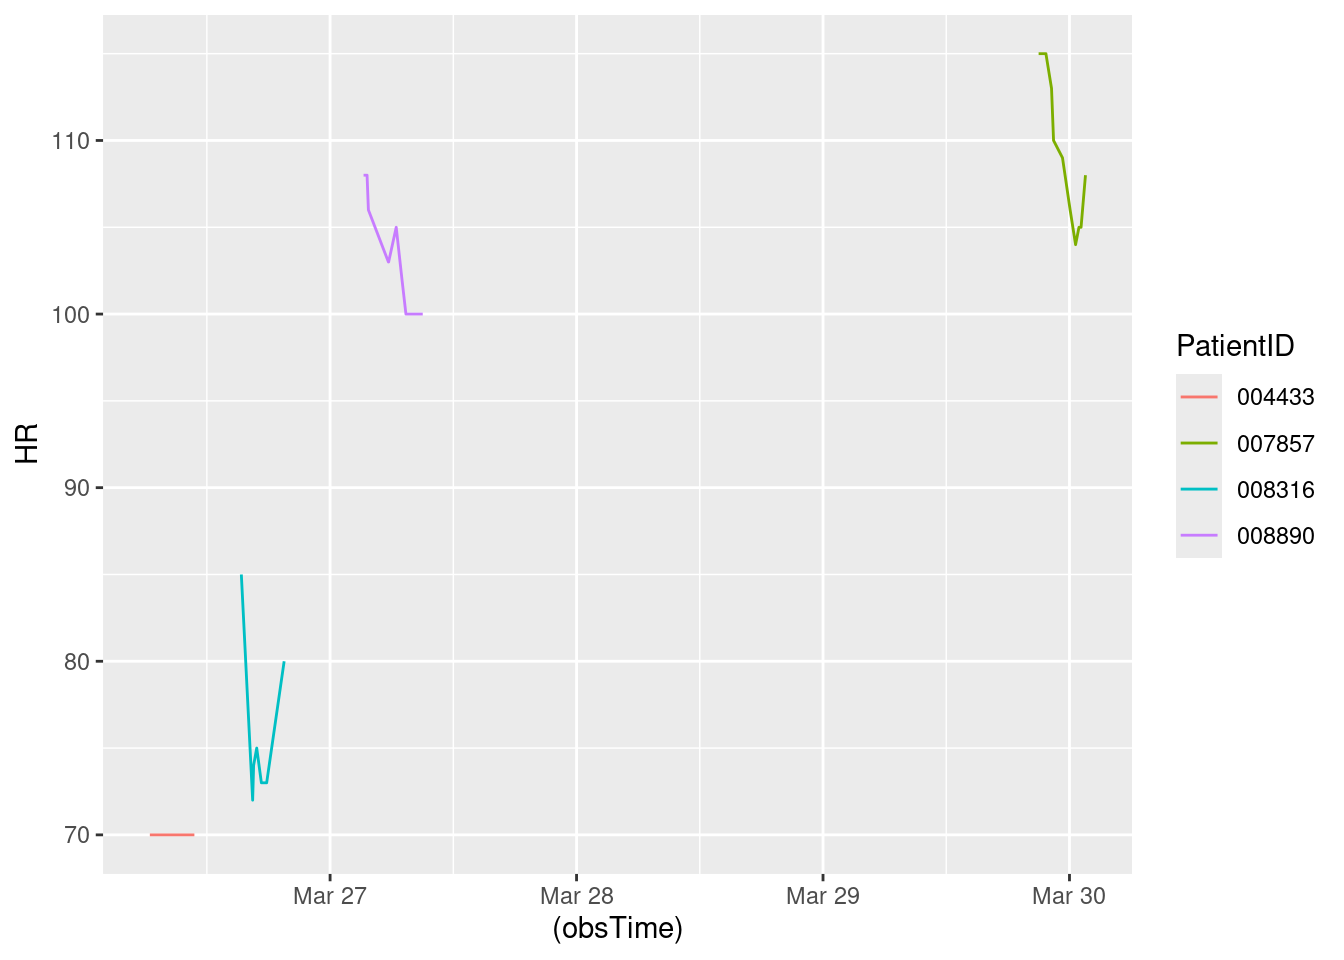 HR
110
100
90
80
70
Mar 27
Mar 28
Mar 29
Mar 30
(obsTime)
PatientID
004433
007857
008316
008890